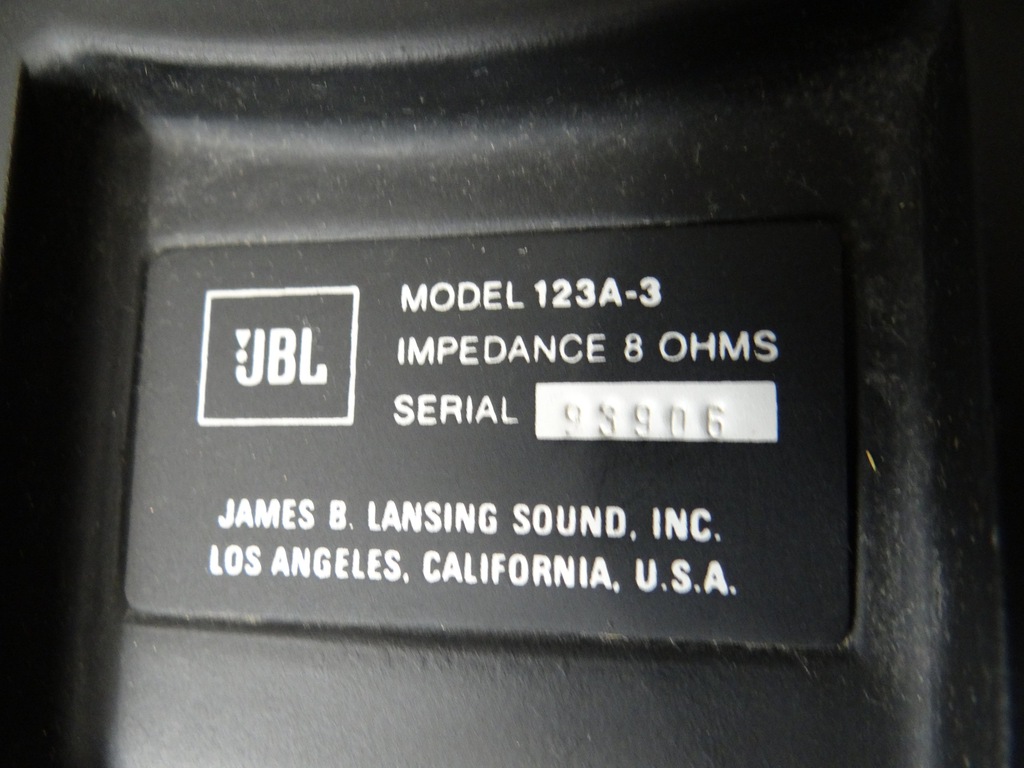 JBL
MODEL 123A-3
IMPEDANCE 8 OHMS
SERIAL 93906
JAMES B. LANSING SOUND, INC.
LOS ANGELES, CALIFORNIA, U.S.A.